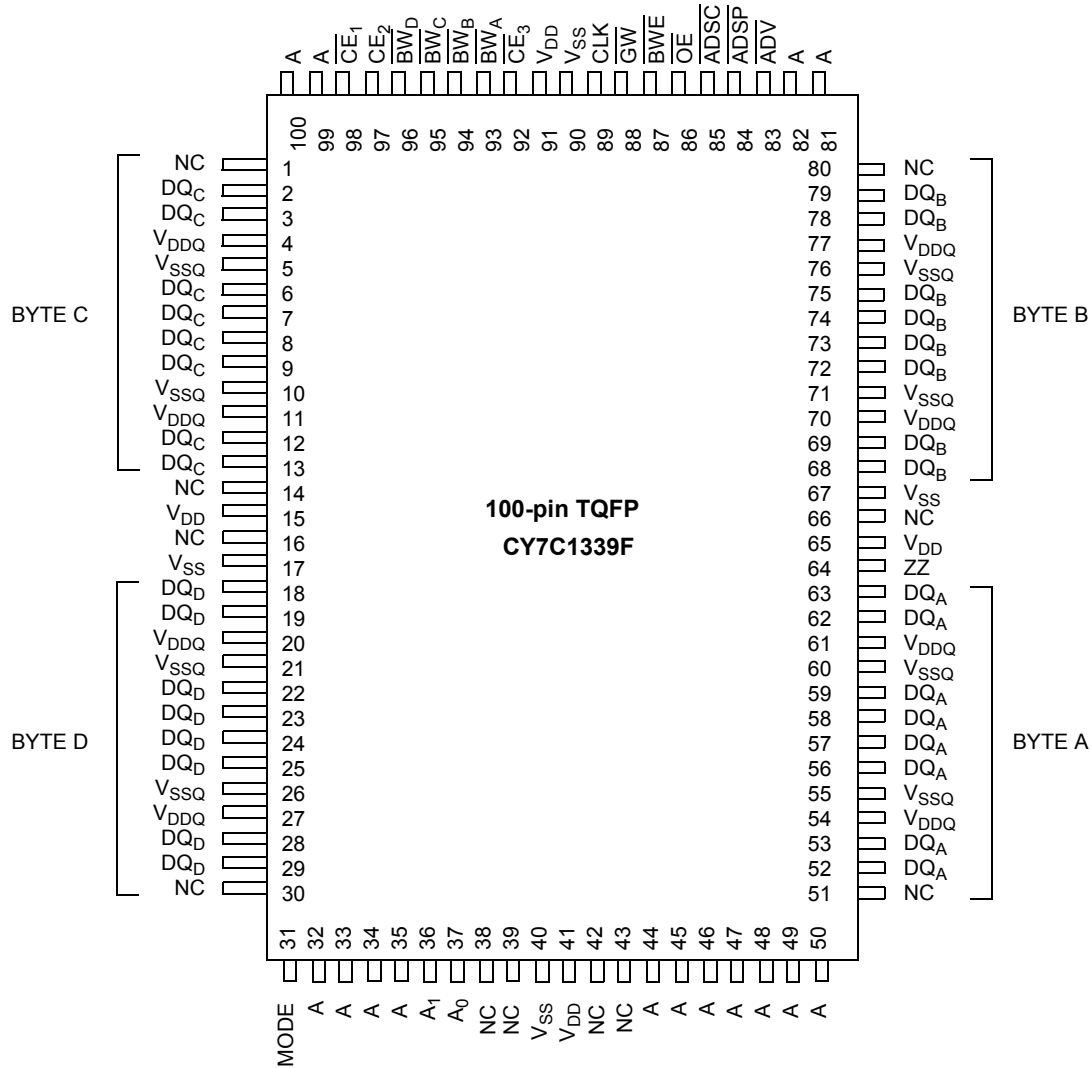 A A CE1 CE2 BWD BWC BWB BWA CE3 VDD VSS CLK GW BWE OE ADSC ADSP ADV A A
100 99 98 97 96 95 94 93 92 91 90 89 88 87 86 85 84 83 82 81
NC 1 80 NC
DQC 2 79 DQB
DQC 3 78 DQB
VDDQ 4 77 VDDQ
VSSQ 5 76 VSSQ
DQC 6 75 DQB
BYTE C DQC 7 74 DQB BYTE B
DQC 8 73 DQB
DQC 9 72 DQB
VSSQ 10 71 VSSQ
VDDQ 11 70 VDDQ
DQC 12 69 DQB
DQC 13 68 DQB
NC 14 67 VSS
100-pin TQFP
VDD 15 66 NC
NC 16 65 VDD
CY7C1339F
VSS 17 64 ZZ
DQD 18 63 DQA
DQD 19 62 DQA
VDDQ 20 61 VDDQ
VSSQ 21 60 VSSQ
DQD 22 59 DQA
DQD 23 58 DQA
BYTE D DQD 24 57 DQA BYTE A
DQD 25 56 DQA
VSSQ 26 55 VSSQ
VDDQ 27 54 VDDQ
DQD 28 53 DQA
DQD 29 52 DQA
NC 30 51 NC
31 32 33 34 35 36 37 38 39 40 41 42 43 44 45 46 47 48 49 50
MODE A A A A A1 A0 NC NC VSS VDD NC NC A A A A A A A